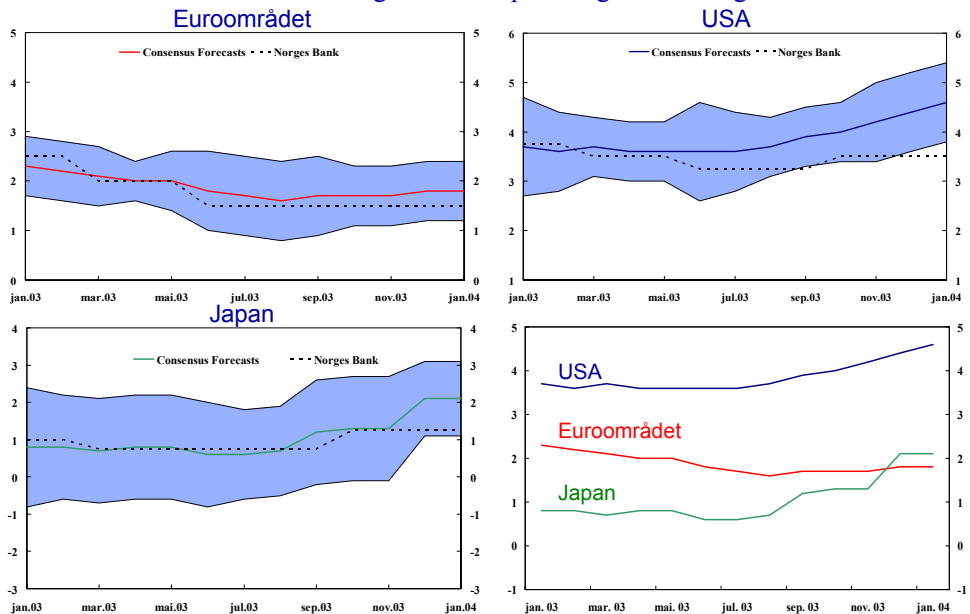 Euroområdet
Consensus Forecasts Norges Bank
5 5
4 4
3 3
2 2
1 1
0 0
jan.03 mar.03 mai.03 jul.03 sep.03 nov.03 jan.04
USA
Consensus Forecasts Norges Bank
6 6
5 5
4 4
3 3
2 2
1 1
jan.03 mar.03 mai.03 jul.03 sep.03 nov.03 jan.04
Japan
Consensus Forecasts Norges Bank
4 4
3 3
2 2
1 1
0 0
-1 -1
-2 -2
-3 -3
jan.03 mar.03 mai.03 jul.03 sep.03 nov.03 jan.04
5 5
4 4
USA
3 3
Euroområdet
2 2
Japan
1 1
0 0
-1 -1
jan. 03 mar. 03 mai. 03 jul. 03 sep. 03 nov. 03 jan. 04